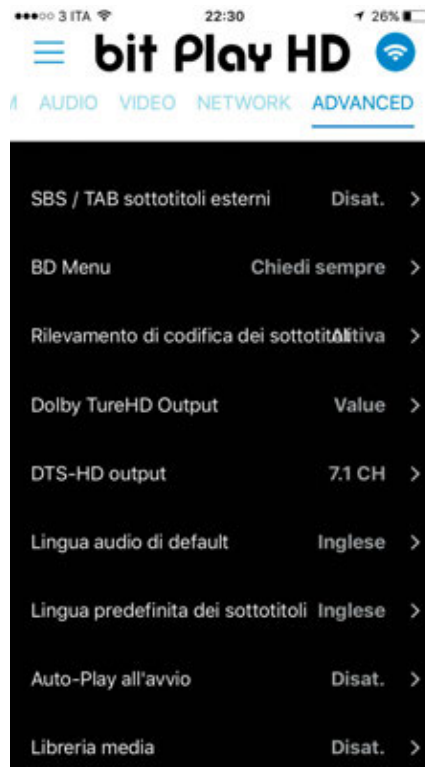 3 ITA 22:30 26%
bit Play HD
AUDIO VIDEO NETWORK ADVANCED
SBS / TAB sottotitoli esterni Disat. >
BD Menu Chiedi sempre >
Rilevamento di codifica dei sottotitoli Attiva >
Dolby TureHD Output Value >
DTS-HD output 7.1 CH >
Lingua audio di default Inglese >
Lingua predefinita dei sottotitoli Inglese >
Auto-Play all'avvio Disat. >
Libreria media Disat. >